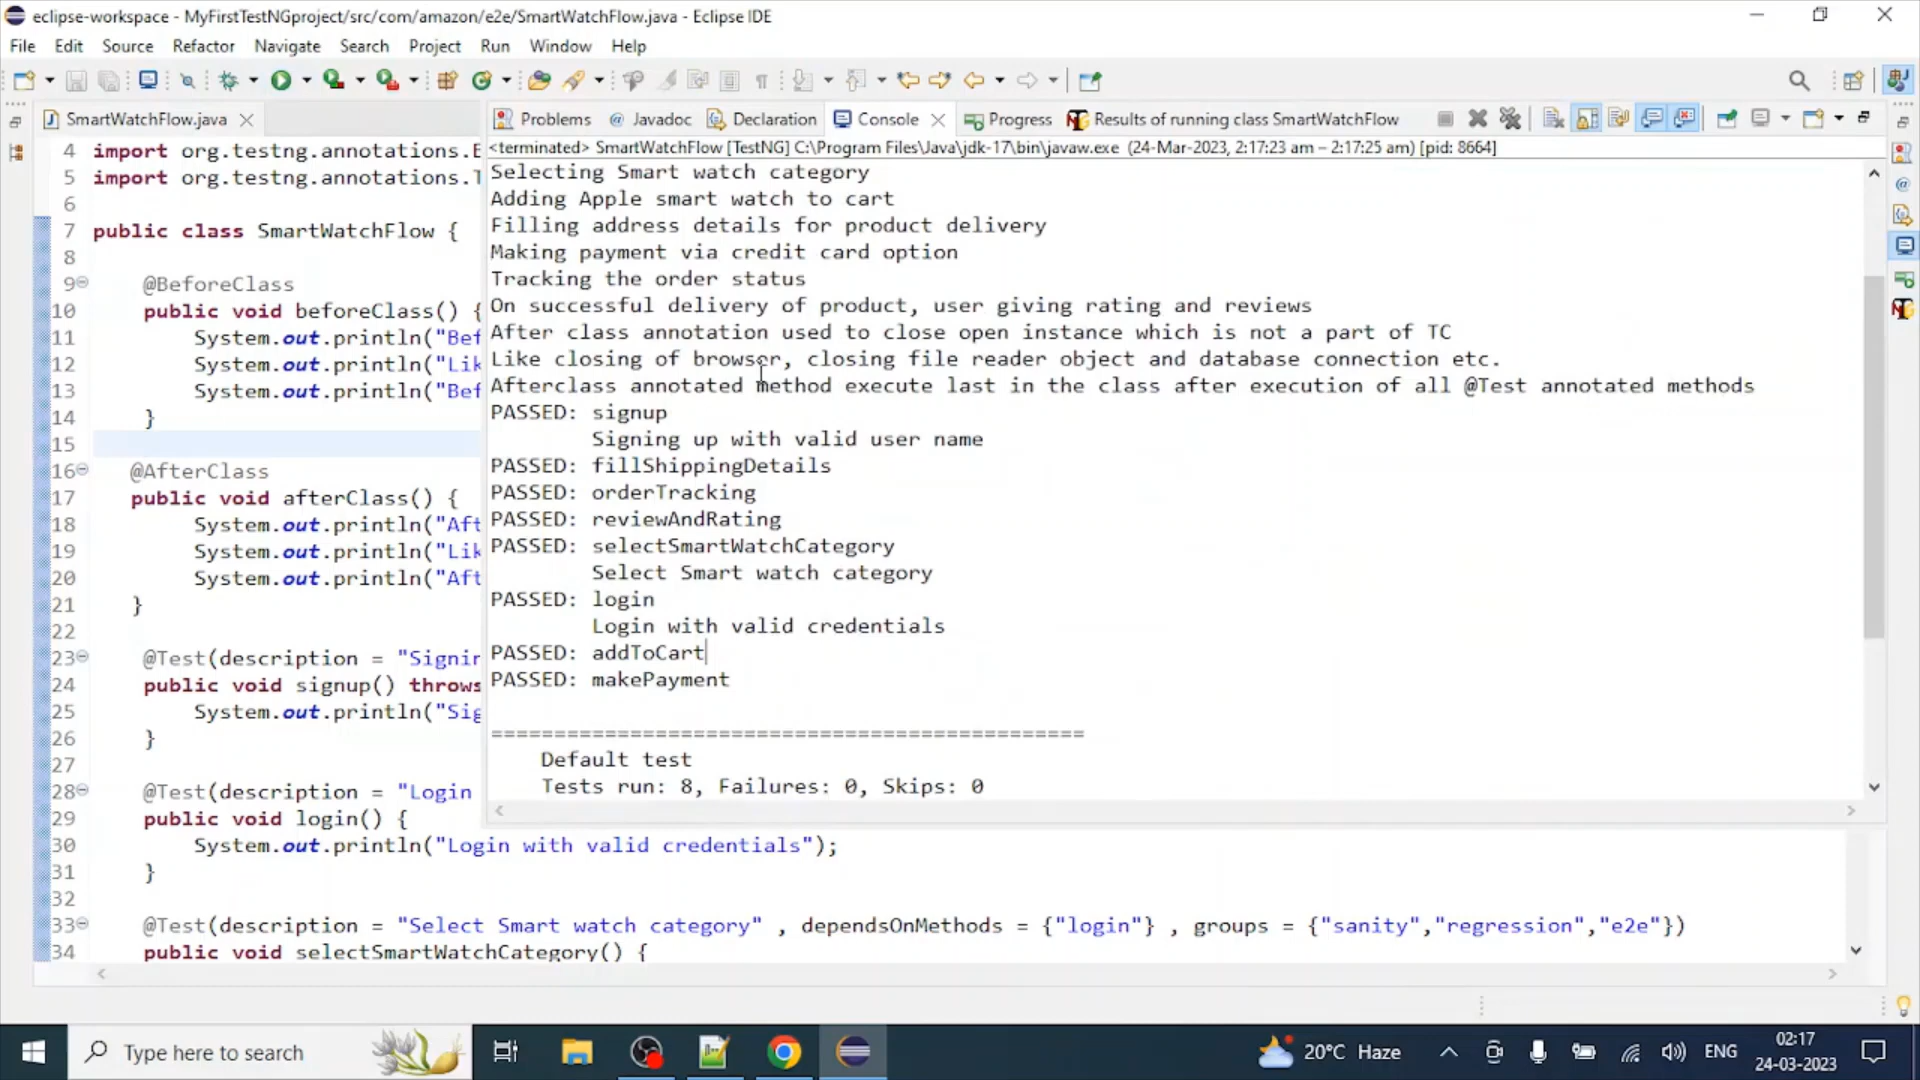 eclipse-workspace - MyFirstTestNGproject/src/com/amazon/e2e/SmartWatchFlow.java - Eclipse IDE
File Edit Source Refactor Navigate Search Project Run Window Help
SmartWatchFlow.java
Problems @ Javadoc Declaration Console Progress Results of running class SmartWatchFlow
<terminated> SmartWatchFlow [TestNG] C:\Program Files\Java\jdk-17\bin\javaw.exe (24-Mar-2023, 2:17:23 am – 2:17:25 am) [pid: 8664]
4 import org.testng.annotations.
5 import org.testng.annotations.
6
7 public class SmartWatchFlow {
8
9 @BeforeClass
10 public void beforeClass() {
11 System.out.println("Bef
12 System.out.println("Lik
13 System.out.println("Bef
14 }
15
16 @AfterClass
17 public void afterClass() {
18 System.out.println("Aft
19 System.out.println("Lik
20 System.out.println("Aft
21 }
22
23 @Test(description = "Signin
24 public void signup() throws
25 System.out.println("Sig
26 }
27
28 @Test(description = "Login
29 public void login() {
30 System.out.println("Login with valid credentials");
31 }
32
33 @Test(description = "Select Smart watch category" , dependsOnMethods = {"login"} , groups = {"sanity","regression","e2e"})
34 public void selectSmartWatchCategory() {
Selecting Smart watch category
Adding Apple smart watch to cart
Filling address details for product delivery
Making payment via credit card option
Tracking the order status
On successful delivery of product, user giving rating and reviews
After class annotation used to close open instance which is not a part of TC
Like closing of browser, closing file reader object and database connection etc.
Afterclass annotated method execute last in the class after execution of all @Test annotated methods
PASSED: signup
Signing up with valid user name
PASSED: fillShippingDetails
PASSED: orderTracking
PASSED: reviewAndRating
PASSED: selectSmartWatchCategory
Select Smart watch category
PASSED: login
Login with valid credentials
PASSED: addToCart
PASSED: makePayment
===============================================
Default test
Tests run: 8, Failures: 0, Skips: 0
Type here to search
20°C Haze
ENG
02:17
24-03-2023